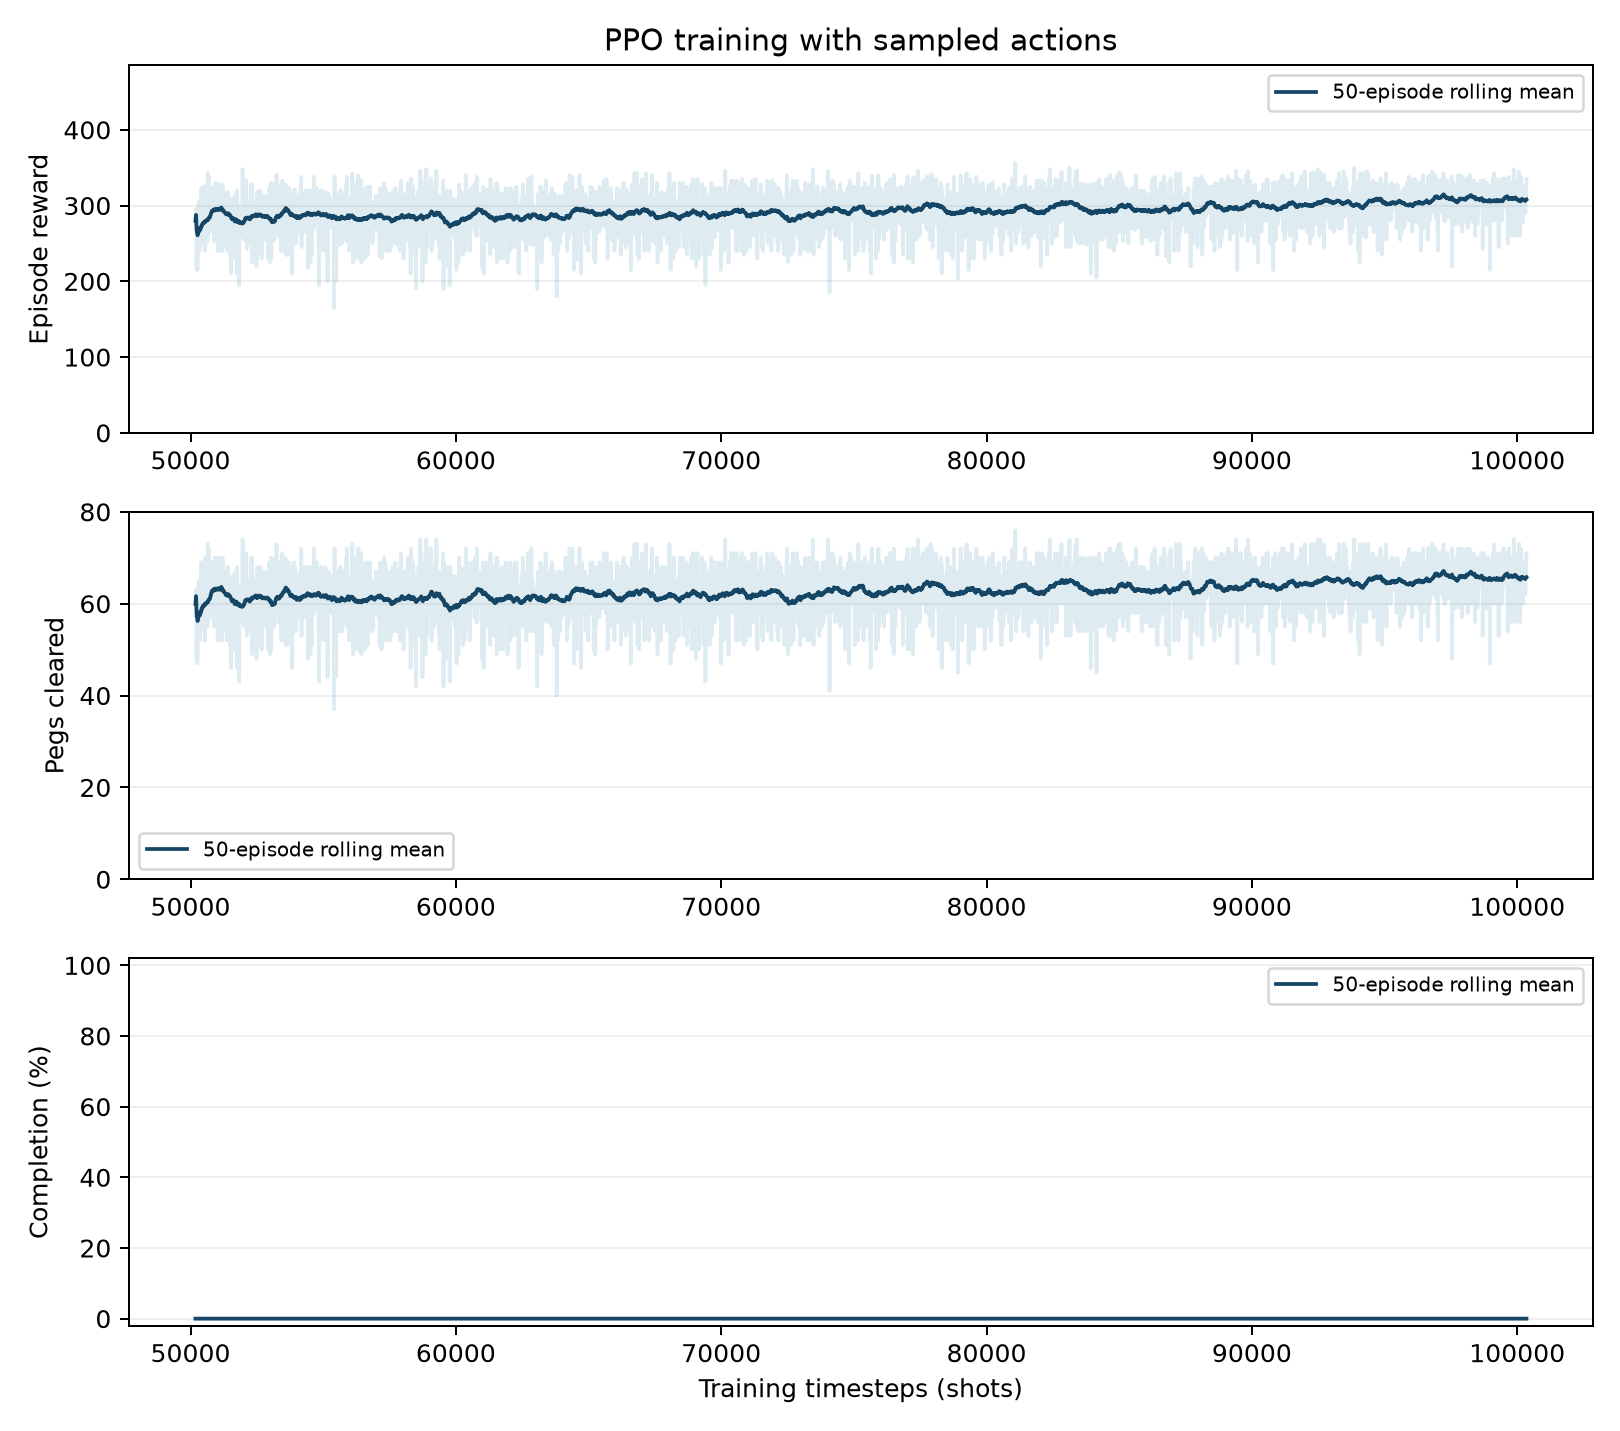 PPO training with sampled actions
50-episode rolling mean
Episode reward
400
300
200
100
0
50000 60000 70000 80000 90000 100000
Pegs cleared
80
60
40
20
0
50-episode rolling mean
50000 60000 70000 80000 90000 100000
Completion (%)
100
80
60
40
20
0
50-episode rolling mean
50000 60000 70000 80000 90000 100000
Training timesteps (shots)